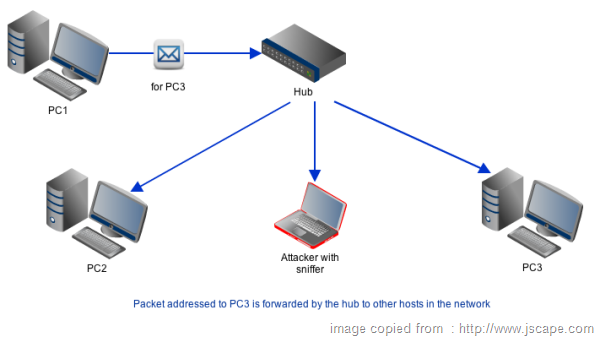 for PC3
PC1
Hub
PC2
Attacker with
sniffer
PC3
Packet addressed to PC3 is forwarded by the hub to other hosts in the network
image copied from : http://www.jscape.com